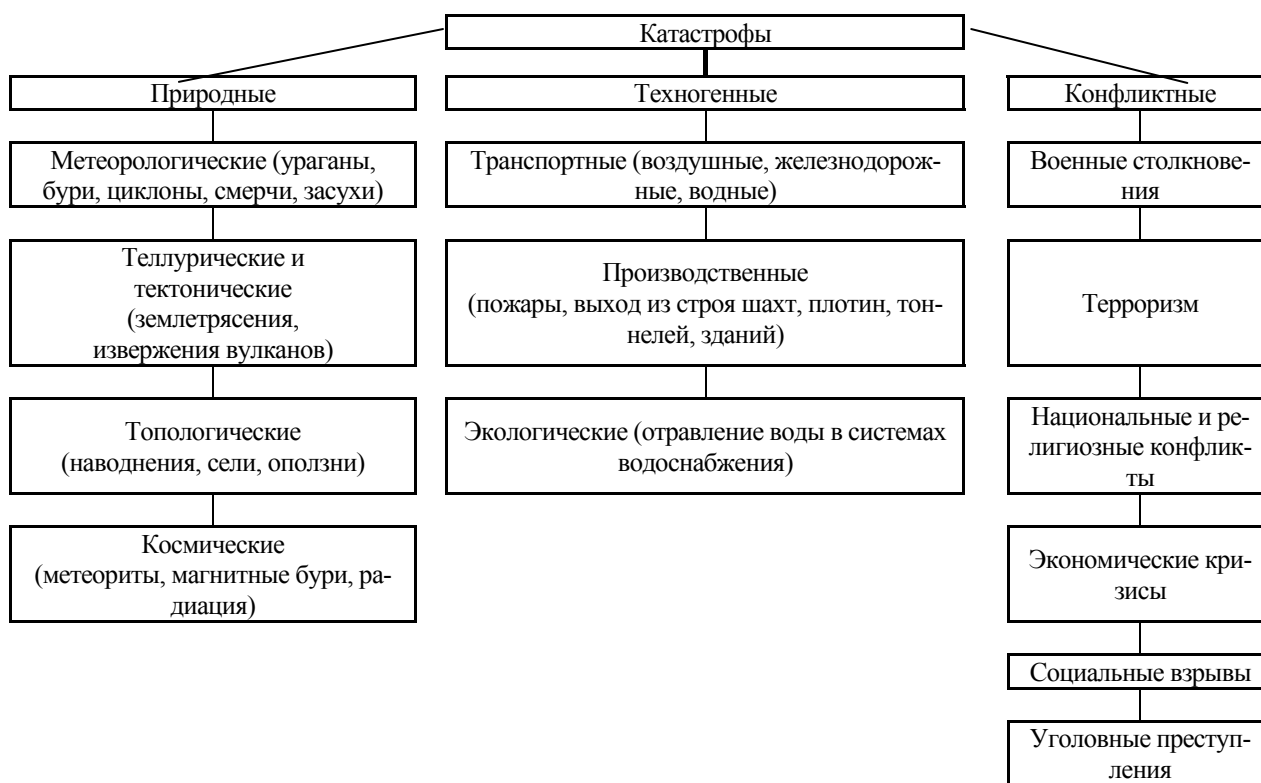 Катастрофы
Природные
Техногенные
Конфликтные
Метеорологические (ураганы,
бури, циклоны, смерчи, засухи)
Транспортные (воздушные, железнодорож-
ные, водные)
Военные столкнове-
ния
Теллурические и
тектонические
(землетрясения,
извержения вулканов)
Производственные
(пожары, выход из строя шахт, плотин, тон-
нелей, зданий)
Терроризм
Топологические
(наводнения, сели, оползни)
Экологические (отравление воды в системах
водоснабжения)
Национальные и ре-
лигиозные конфлик-
ты
Космические
(метеориты, магнитные бури, ра-
диация)
Экономические кри-
зисы
Социальные взрывы
Уголовные преступ-
ления